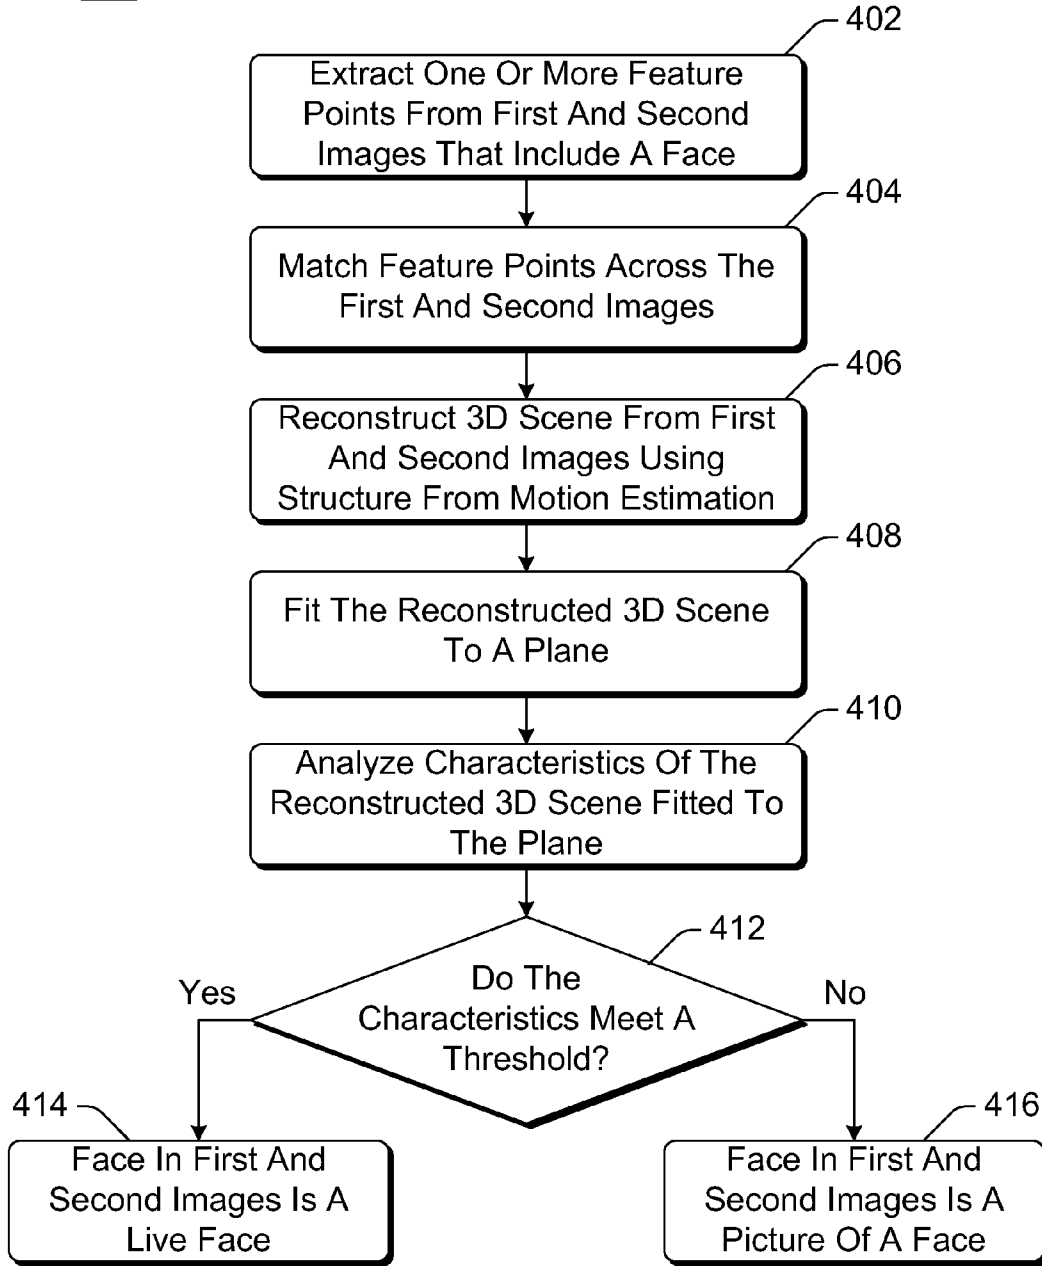 402
Extract One Or More Feature
Points From First And Second
Images That Include A Face
404
Match Feature Points Across The
First And Second Images
406
Reconstruct 3D Scene From First
And Second Images Using
Structure From Motion Estimation
408
Fit The Reconstructed 3D Scene
To A Plane
410
Analyze Characteristics Of The
Reconstructed 3D Scene Fitted To
The Plane
412
Do The
Characteristics Meet A
Threshold?
Yes
No
414
Face In First And
Second Images Is A
Live Face
416
Face In First And
Second Images Is A
Picture Of A Face